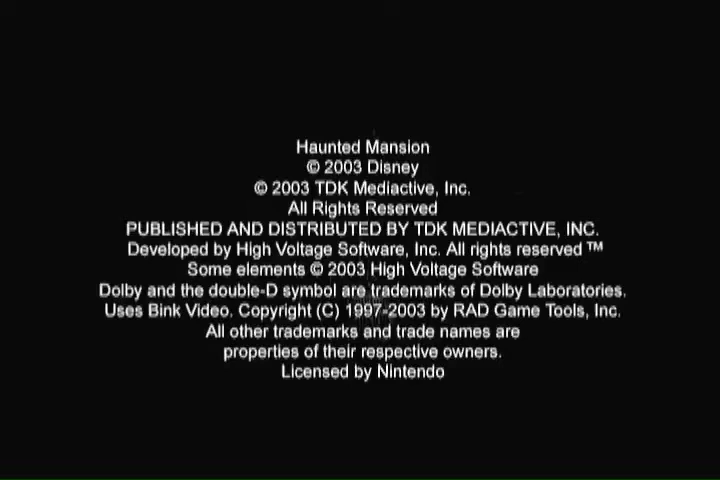 Haunted Mansion
© 2003 Disney
© 2003 TDK Mediactive, Inc.
All Rights Reserved
PUBLISHED AND DISTRIBUTED BY TDK MEDIACTIVE, INC.
Developed by High Voltage Software, Inc. All rights reserved ™
Some elements © 2003 High Voltage Software
Dolby and the double-D symbol are trademarks of Dolby Laboratories.
Uses Bink Video. Copyright (C) 1997-2003 by RAD Game Tools, Inc.
All other trademarks and trade names are
properties of their respective owners.
Licensed by Nintendo